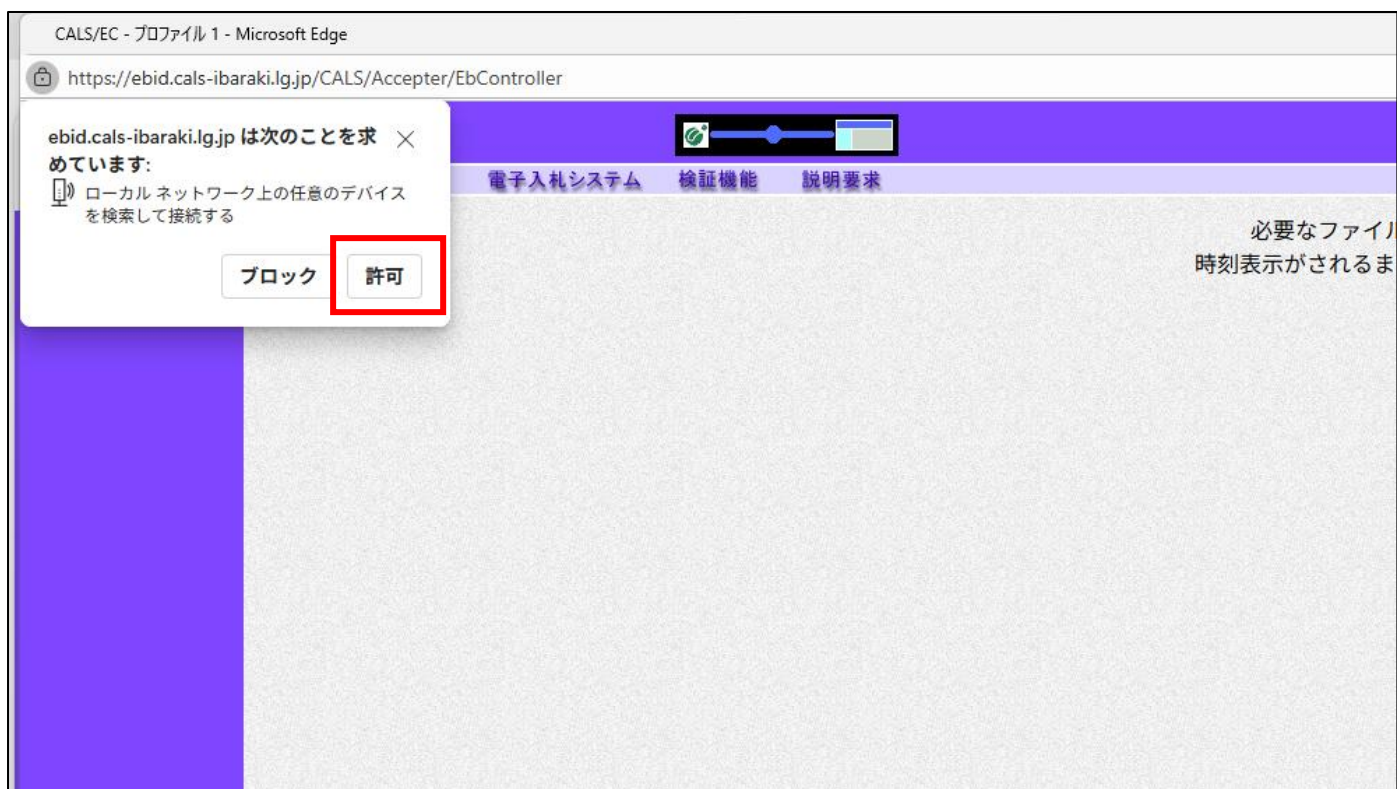 CALS/EC - プロファイル 1 - Microsoft Edge
https://ebid.cals-ibaraki.lg.jp/CALS/Accepter/EbController
ebid.cals-ibaraki.lg.jp は次のことを求
めています:
ローカル ネットワーク上の任意のデバイス
を検索して接続する
ブロック
許可
電子入札システム 検証機能 説明要求
必要なファイル
時刻表示がされるま